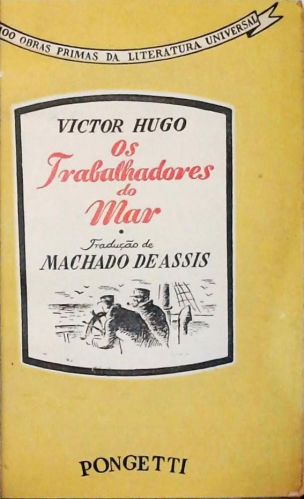 100 OBRAS PRIMAS DA LITERATURA UNIVERSAL
VICTOR HUGO
Os
Trabalhadores
do
Mar
Tradução de
MACHADO DE ASSIS
PONGETTI